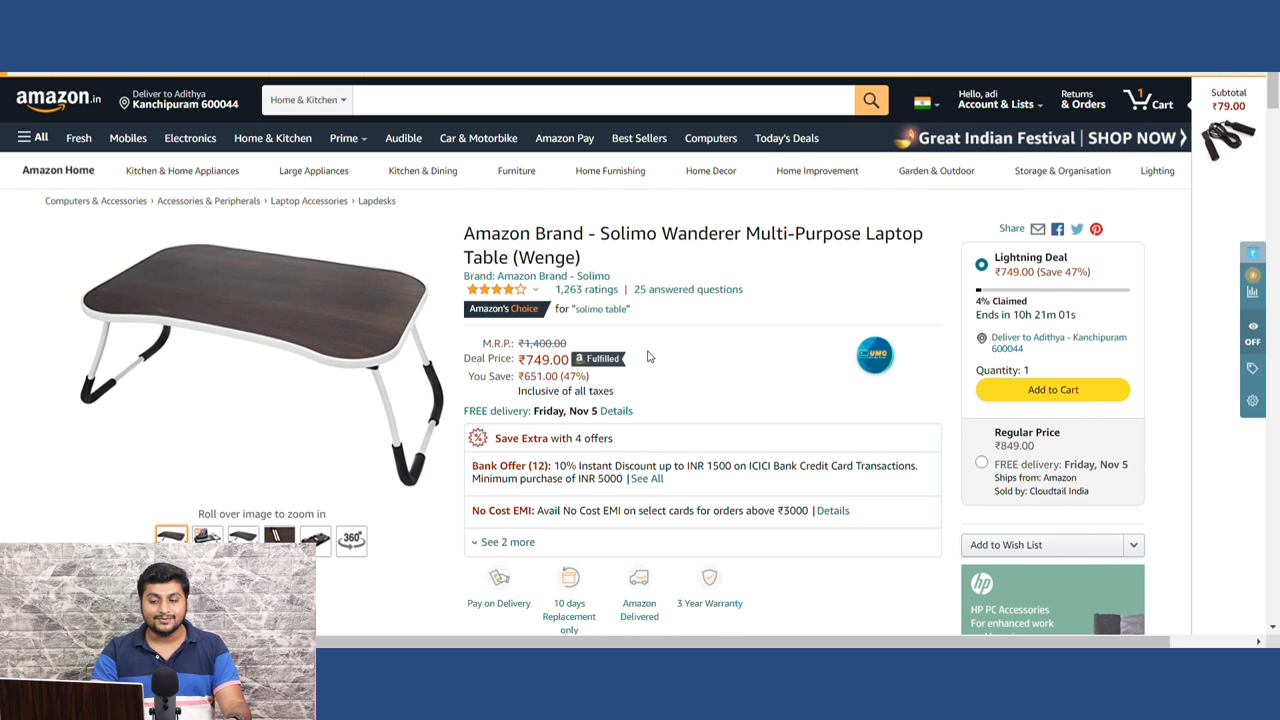 amazon.in
Deliver to Adithya
Kanchipuram 600044
Home & Kitchen
Hello, adi
Account & Lists
Returns
& Orders
1
Cart
Subtotal
₹79.00
All
Fresh
Mobiles
Electronics
Home & Kitchen
Prime
Audible
Car & Motorbike
Amazon Pay
Best Sellers
Computers
Today's Deals
Great Indian Festival | SHOP NOW
Amazon Home
Kitchen & Home Appliances
Large Appliances
Kitchen & Dining
Furniture
Home Furnishing
Home Decor
Home Improvement
Garden & Outdoor
Storage & Organisation
Lighting
Computers & Accessories › Accessories & Peripherals › Laptop Accessories › Lapdesks
Roll over image to zoom in
360°
Amazon Brand - Solimo Wanderer Multi-Purpose Laptop
Table (Wenge)
Brand: Amazon Brand - Solimo
1,263 ratings | 25 answered questions
Amazon's Choice for "solimo table"
M.R.P.: ₹1,400.00
Deal Price: ₹749.00 a Fulfilled
You Save: ₹651.00 (47%)
Inclusive of all taxes
UMC
FREE delivery: Friday, Nov 5 Details
Save Extra with 4 offers
Bank Offer (12): 10% Instant Discount up to INR 1500 on ICICI Bank Credit Card Transactions.
Minimum purchase of INR 5000 | See All
No Cost EMI: Avail No Cost EMI on select cards for orders above ₹3000 | Details
See 2 more
Pay on Delivery
10 days
Replacement
only
Amazon
Delivered
3 Year Warranty
Share
Lightning Deal
₹749.00 (Save 47%)
4% Claimed
Ends in 10h 21m 01s
Deliver to Adithya - Kanchipuram
600044
Quantity: 1
Add to Cart
Regular Price
₹849.00
FREE delivery: Friday, Nov 5
Ships from: Amazon
Sold by: Cloudtail India
Add to Wish List
hp
HP PC Accessories
For enhanced work
OFF